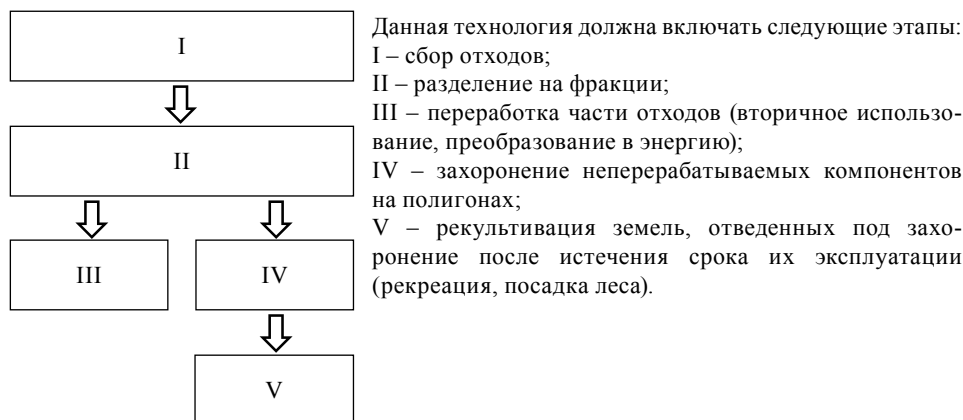 I
II
III
IV
V
Данная технология должна включать следующие этапы:
I – сбор отходов;
II – разделение на фракции;
III – переработка части отходов (вторичное использо-
вание, преобразование в энергию);
IV – захоронение неперерабатываемых компонентов
на полигонах;
V – рекультивация земель, отведенных под захо-
ронение после истечения срока их эксплуатации
(рекреация, посадка леса).